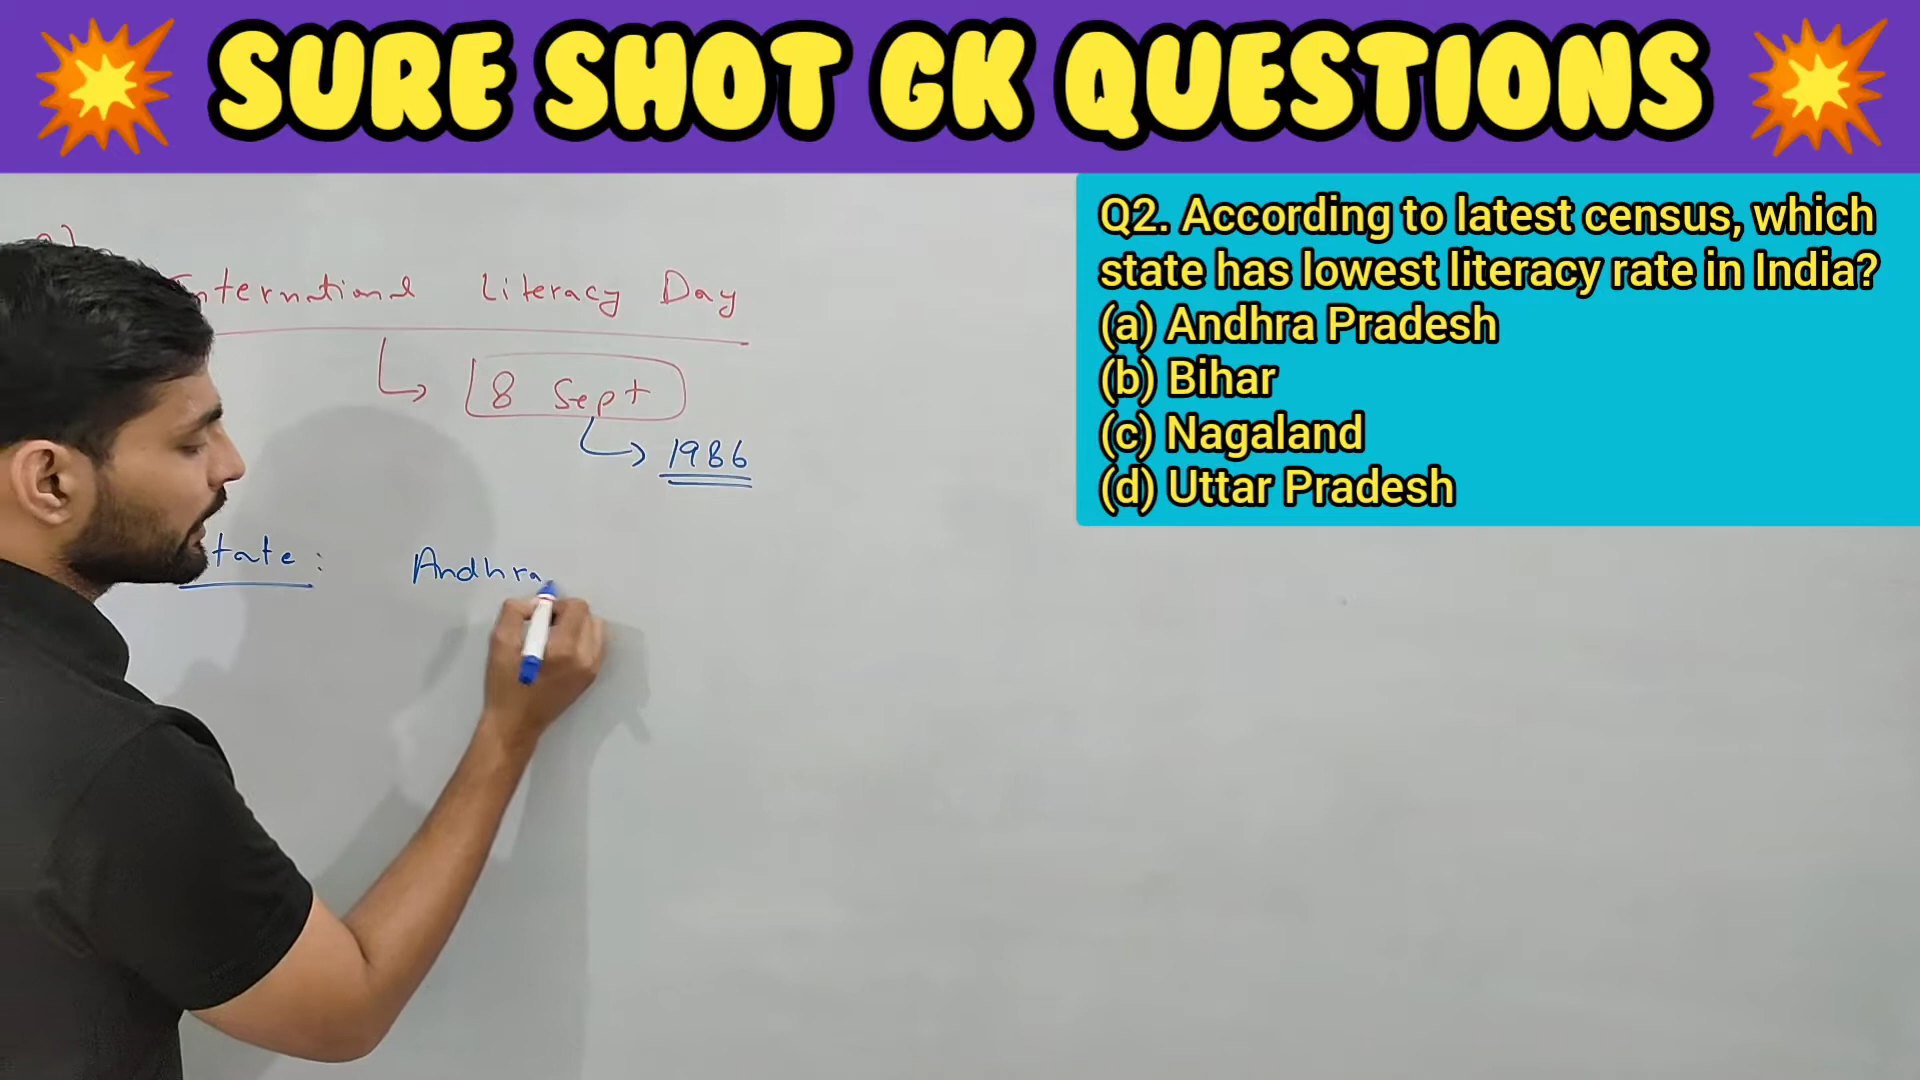 SURE SHOT GK QUESTIONS
Q2. According to latest census, which
state has lowest literacy rate in India?
(a) Andhra Pradesh
(b) Bihar
(c) Nagaland
(d) Uttar Pradesh
International Literacy Day
8 Sept
1986
tate :
Andhra